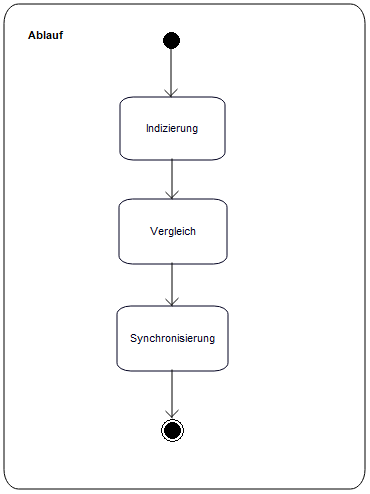 Ablauf
Indizierung
Vergleich
Synchronisierung